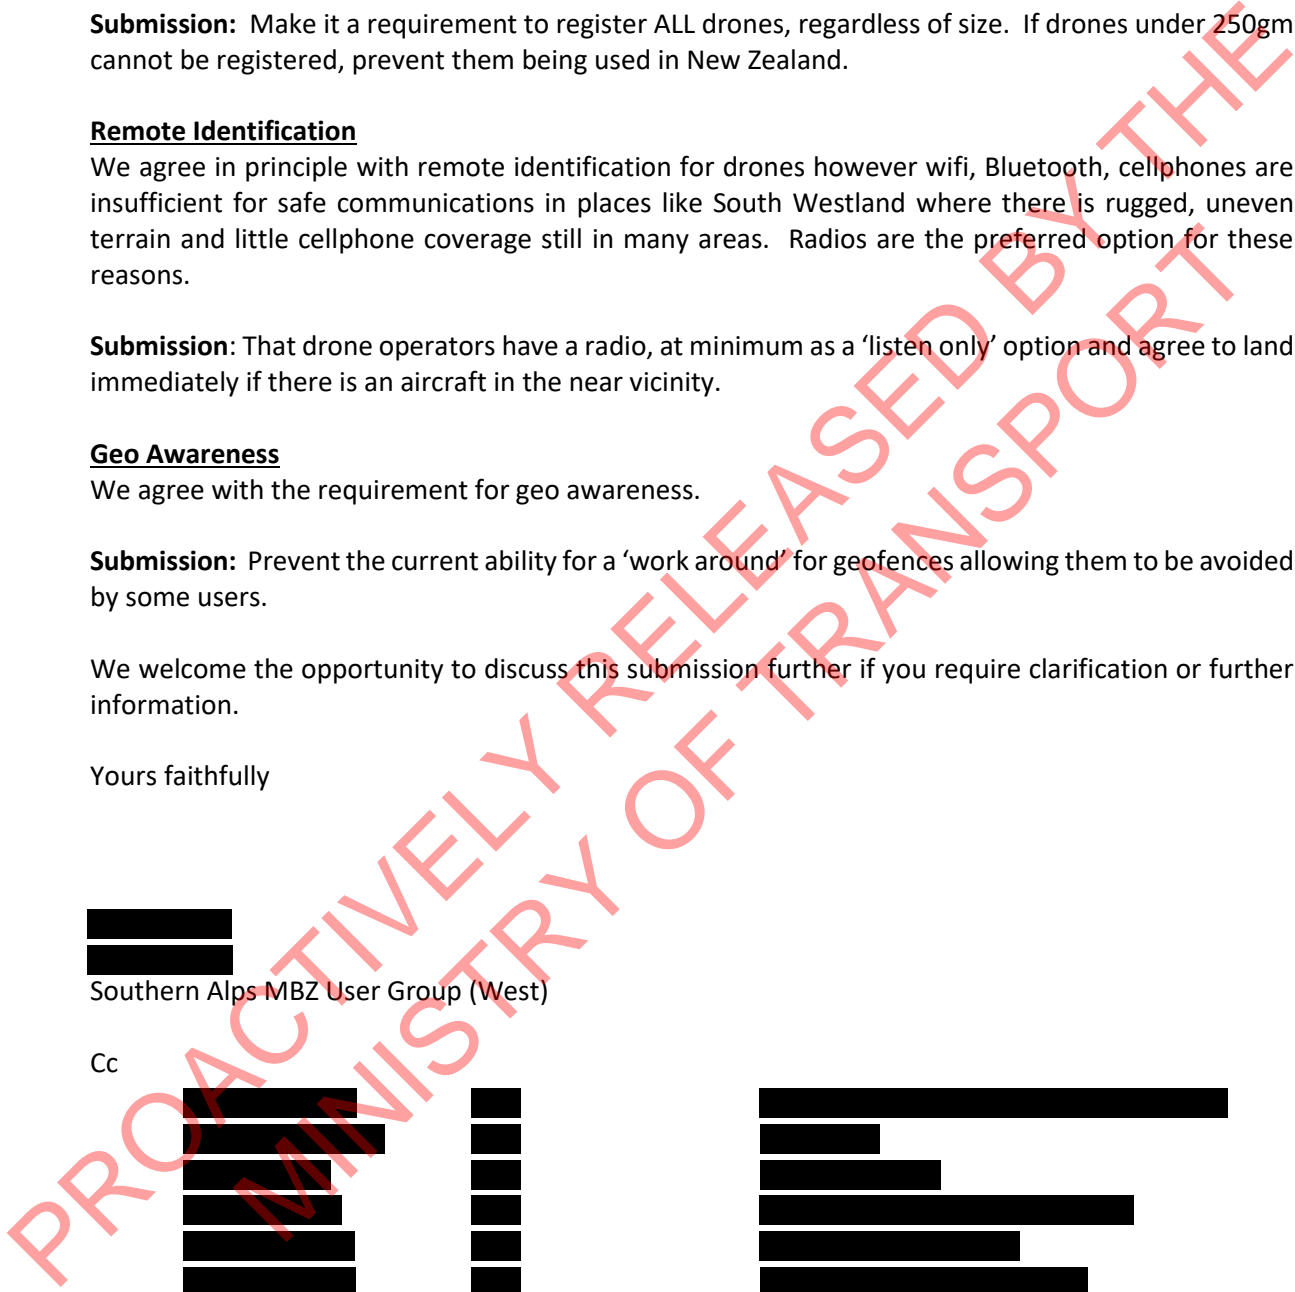 Submission: Make it a requirement to register ALL drones, regardless of size. If drones under 250gm
cannot be registered, prevent them being used in New Zealand.
Remote Identification
We agree in principle with remote identification for drones however wifi, Bluetooth, cellphones are
insufficient for safe communications in places like South Westland where there is rugged, uneven
terrain and little cellphone coverage still in many areas. Radios are the preferred option for these
reasons.
Submission: That drone operators have a radio, at minimum as a ‘listen only’ option and agree to land
immediately if there is an aircraft in the near vicinity.
Geo Awareness
We agree with the requirement for geo awareness.
Submission: Prevent the current ability for a ‘work around’ for geofences allowing them to be avoided
by some users.
We welcome the opportunity to discuss this submission further if you require clarification or further
information.
Yours faithfully
Southern Alps MBZ User Group (West)
Cc
PROACTIVELY RELEASED BY THE
MINISTRY OF TRANSPORT